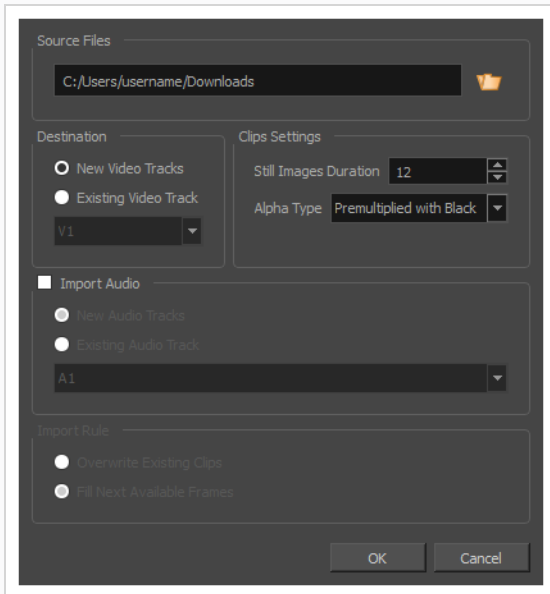 Source Files
C:/Users/username/Downloads
Destination
New Video Tracks
Existing Video Track
V1
Clips Settings
Still Images Duration 12
Alpha Type Premultiplied with Black
Import Audio
New Audio Tracks
Existing Audio Track
A1
Import Rule
Overwrite Existing Clips
Fill Next Available Frames
OK Cancel